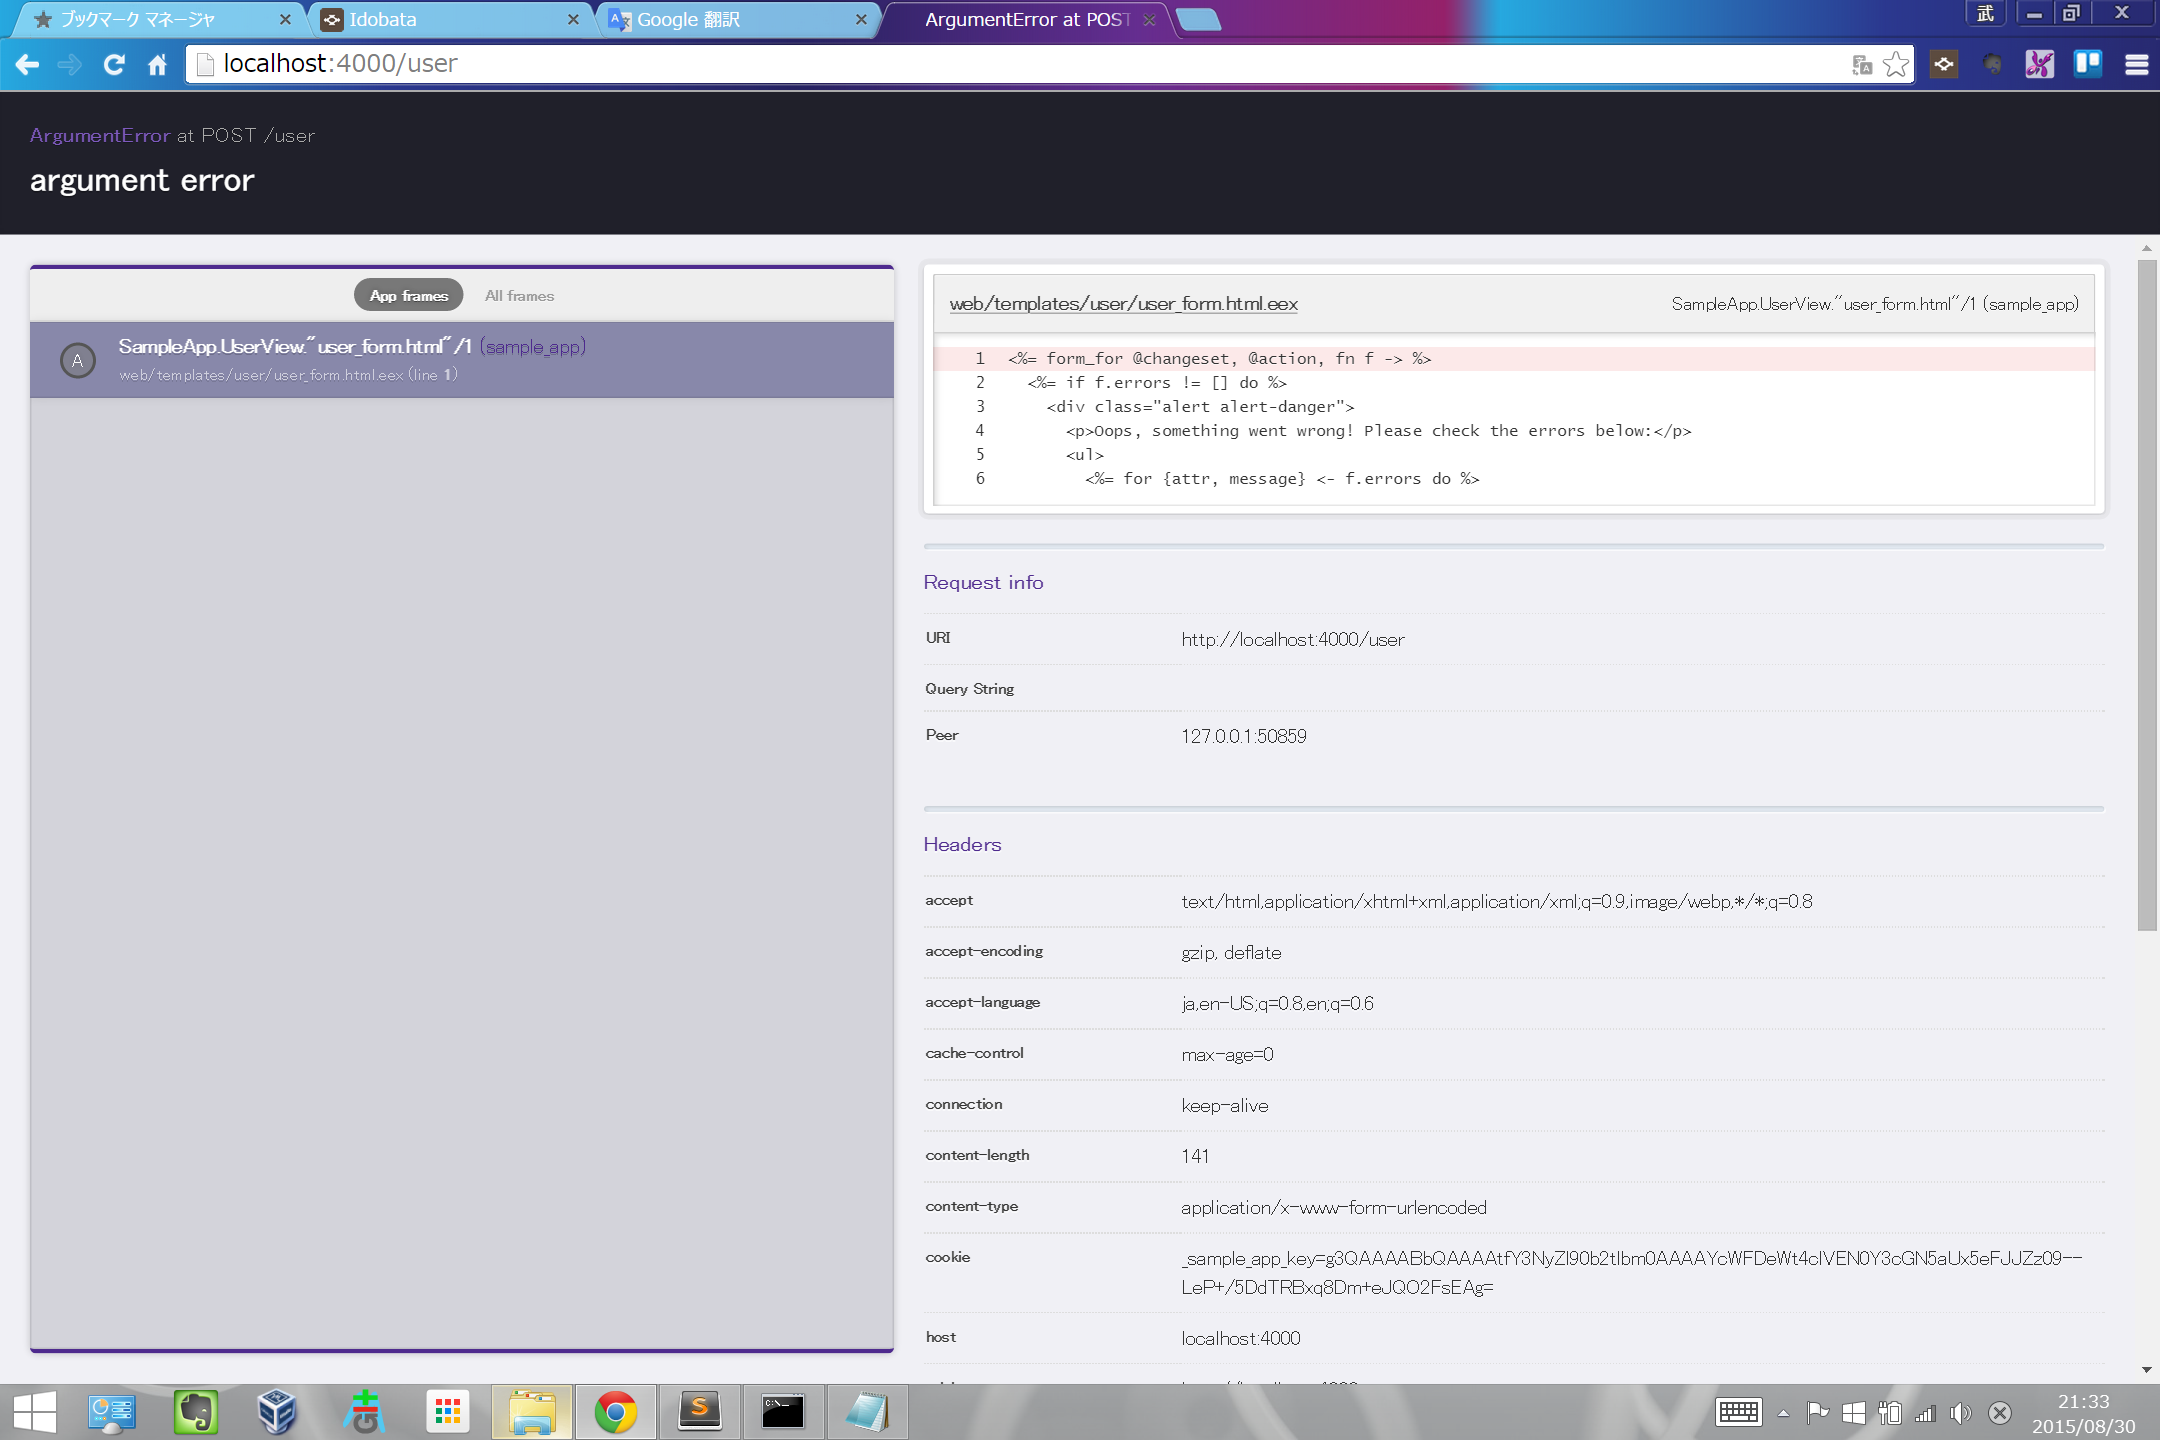 ブックマーク マネージャ
Idobata
Google 翻訳
ArgumentError at POST
武
localhost:4000/user
ArgumentError at POST /user
argument error
App frames
All frames
A
SampleApp.UserView."user_form.html"/1 (sample_app)
web/templates/user/user_form.html.eex (line 1)
web/templates/user/user_form.html.eex
SampleApp.UserView."user_form.html"/1 (sample_app)
1 <%= form_for @changeset, @action, fn f -> %>
2 <%= if f.errors != [] do %>
3 <div class="alert alert-danger">
4 <p>Oops, something went wrong! Please check the errors below:</p>
5 <ul>
6 <%= for {attr, message} <- f.errors do %>
Request info
URI http://localhost:4000/user
Query String
Peer 127.0.0.1:50859
Headers
accept text/html,application/xhtml+xml,application/xml;q=0.9,image/webp,*/*;q=0.8
accept-encoding gzip, deflate
accept-language ja,en-US;q=0.8,en;q=0.6
cache-control max-age=0
connection keep-alive
content-length 141
content-type application/x-www-form-urlencoded
cookie
host localhost:4000
21:33
2015/08/30